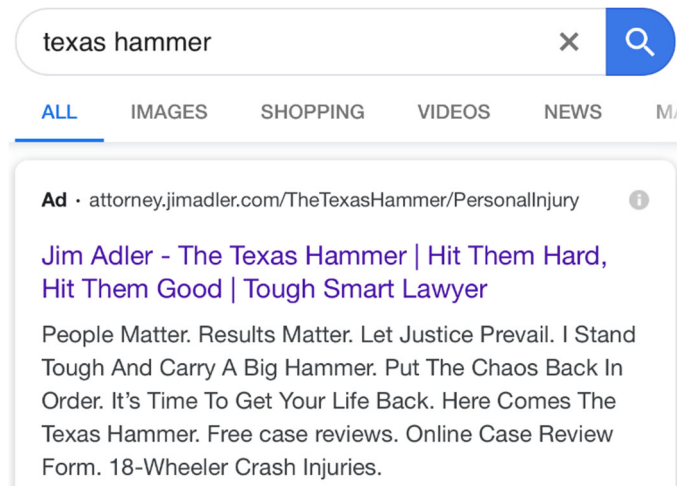 texas hammer
ALL IMAGES SHOPPING VIDEOS NEWS
Ad · attorney.jimadler.com/TheTexasHammer/PersonalInjury
Jim Adler - The Texas Hammer | Hit Them Hard,
Hit Them Good | Tough Smart Lawyer
People Matter. Results Matter. Let Justice Prevail. I Stand
Tough And Carry A Big Hammer. Put The Chaos Back In
Order. It’s Time To Get Your Life Back. Here Comes The
Texas Hammer. Free case reviews. Online Case Review
Form. 18-Wheeler Crash Injuries.